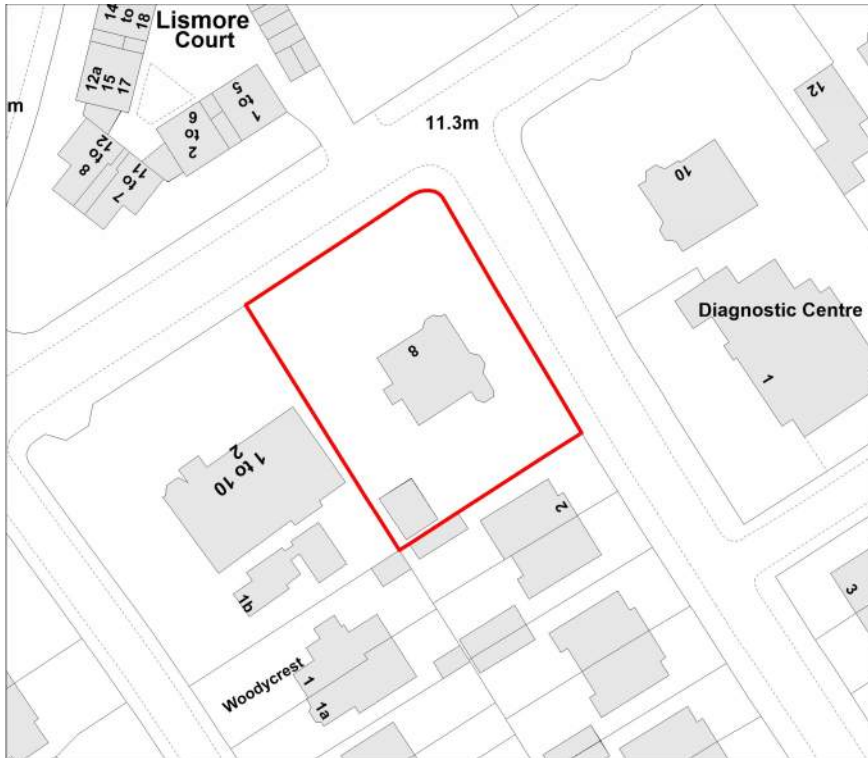 14
to
18
Lismore
Court
12a
15
17
m
1
to
5
2
to
6
11.3m
12
8
to
12
7
to
11
10
Diagnostic Centre
8
1
1 to 10
2
2
1b
3
Woodycrest
1
1a